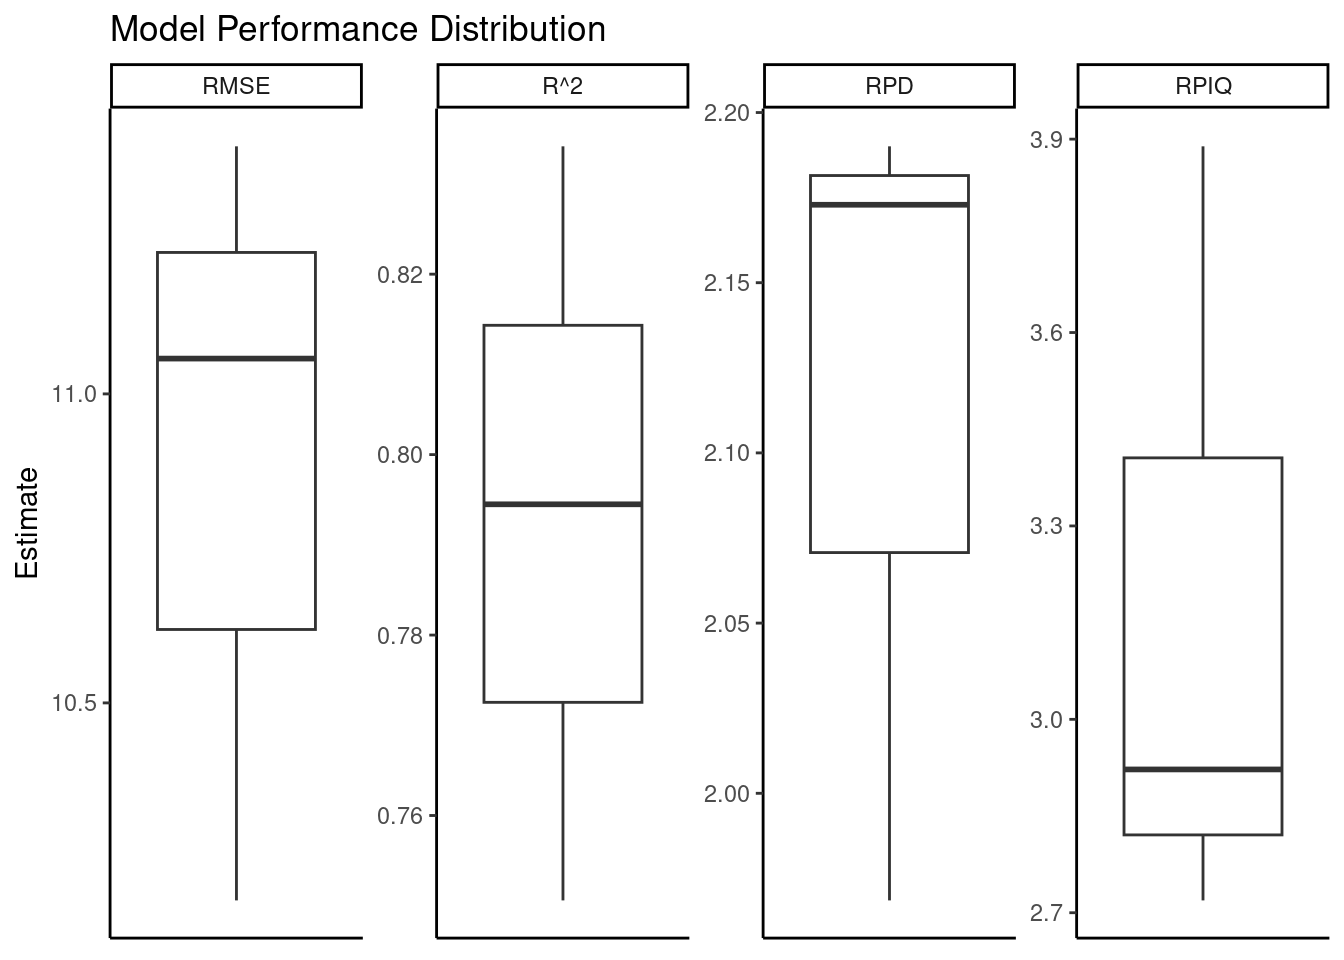 Model Performance Distribution
RMSE
R^2
RPD
RPIQ
Estimate
11.0
10.5
0.82
0.80
0.78
0.76
2.20
2.15
2.10
2.05
2.00
3.9
3.6
3.3
3.0
2.7